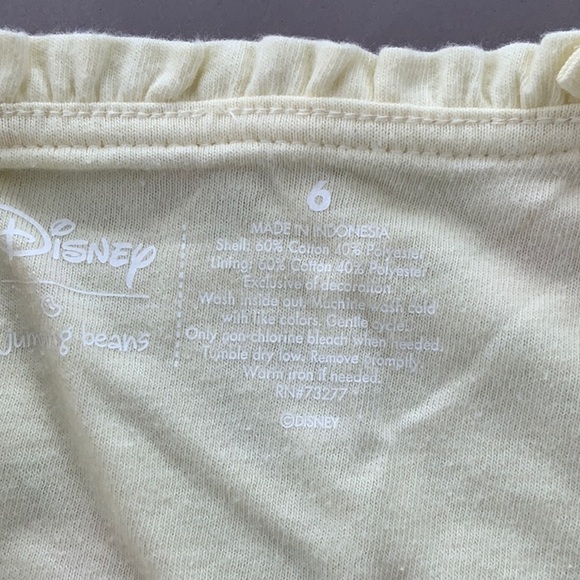 Disney
jumping beans
6
MADE IN INDONESIA
Shell: 60% Cotton Polyester
Lining: 60% Cotton 40% Polyester
Exclusive of decoration
Wash inside out. Machine wash cold
with like colors. Gentle cycle.
Only non-chlorine bleach when needed.
Tumble dry low. Remove promptly.
Warm iron if needed.
RN#73277
©DISNEY